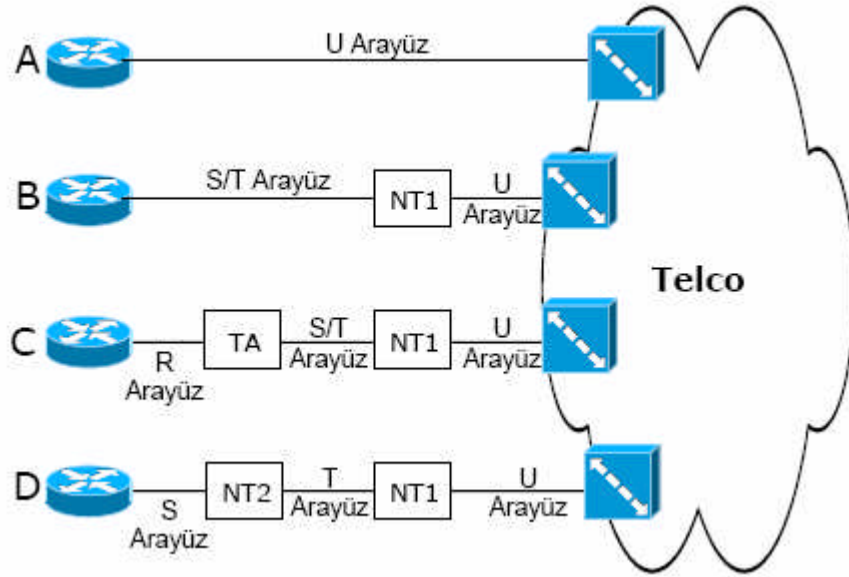 A
U Arayüz
B
S/T Arayüz
NT1
U
Arayüz
Telco
C
R
Arayüz
TA
S/T
Arayüz
NT1
U
Arayüz
D
S
Arayüz
NT2
T
Arayüz
NT1
U
Arayüz